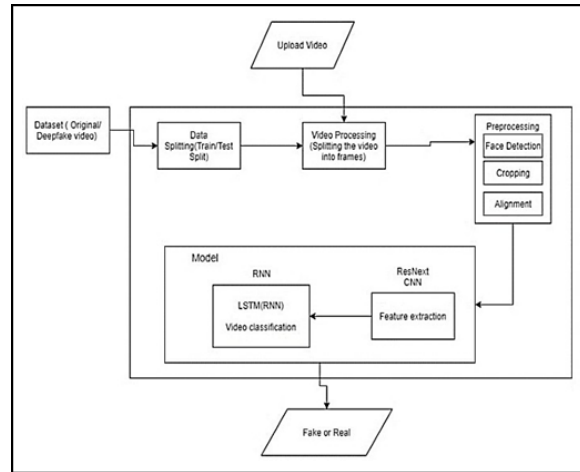 Upload Video
Dataset ( Original/
Deepfake video)
Data
Splitting(Train/Test
Split)
Video Processing
(Splitting the video
into frames)
Preprocessing
Face Detection
Cropping
Alignment
Model
RNN
LSTM(RNN)
Video classification
ResNext
CNN
Feature extraction
Fake or Real